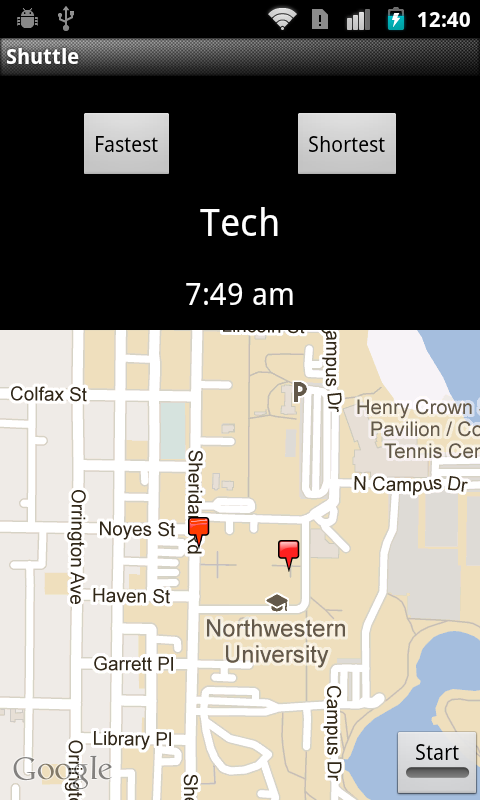 12:40
Shuttle
Fastest
Shortest
Tech
7:49 am
Lincoln St
Campus Dr
Colfax St
P
Henry Crown
Pavilion / Co
Tennis Cen
N Campus Dr
Sheridan Rd
Orrington Ave
Noyes St
Haven St
Northwestern
University
Garrett Pl
Campus Dr
Library Pl
Start
Google